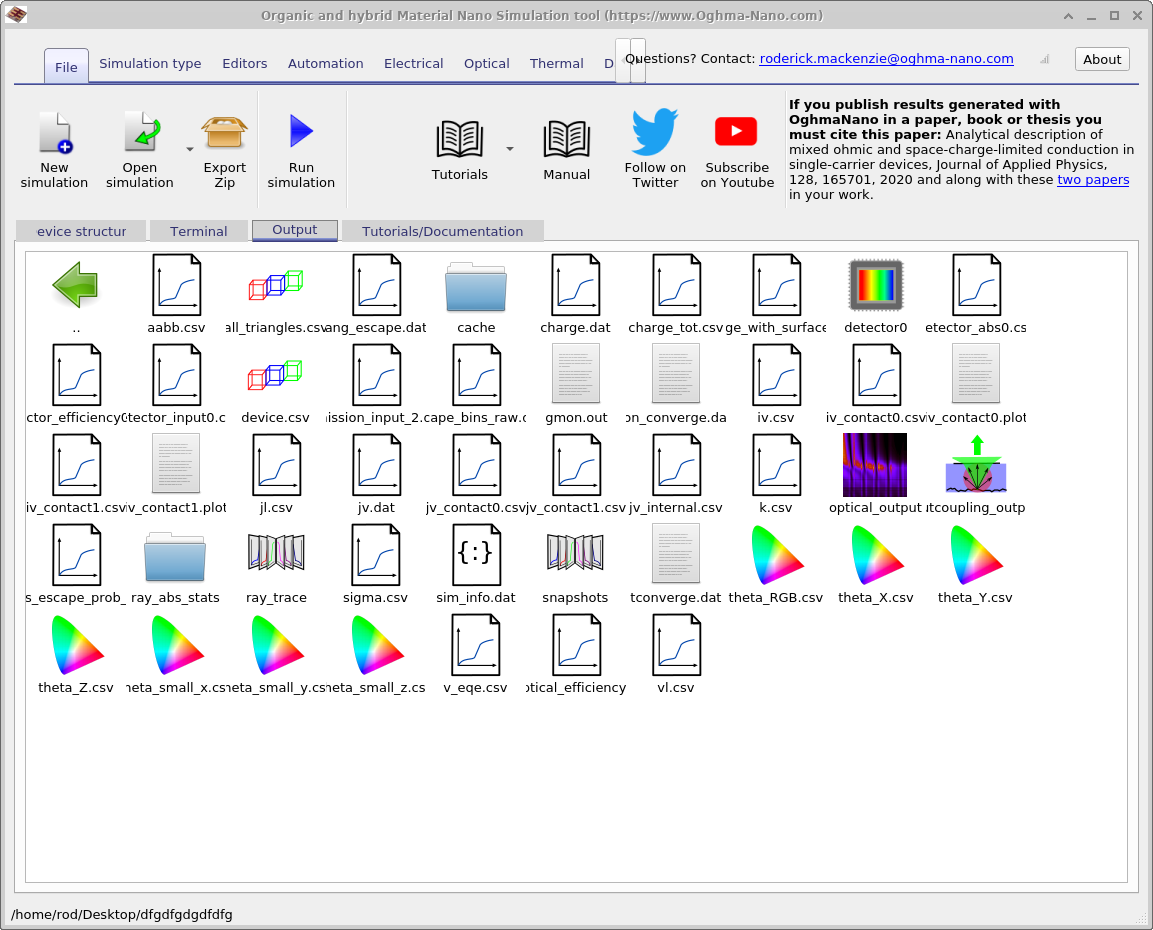 Organic and hybrid Material Nano Simulation tool (https://www.Oghma-Nano.com)
File Simulation type Editors Automation Electrical Optical Thermal D
Questions? Contact: roderick.mackenzie@oghma-nano.com
About
New simulation
Open simulation
Export Zip
Run simulation
Tutorials
Manual
Follow on Twitter
Subscribe on Youtube
If you publish results generated with
OghmaNano in a paper, book or thesis you
must cite this paper: Analytical description of
mixed ohmic and space-charge-limited conduction in
single-carrier devices, Journal of Applied Physics,
128, 165701, 2020 and along with these two papers
in your work.
evice structur Terminal Output Tutorials/Documentation
.. aabb.csv all_triangles.csv ang_escape.dat cache charge.dat charge_tot.csv ge_with_surface detector0 etector_abs0.cs
ctor_efficiency0 tector_input0.c device.csv ission_input_2. cape_bins_raw.c gmon.out on_converge.da iv.csv iv_contact0.csv iv_contact0.plot
iv_contact1.csv iv_contact1.plot jl.csv jv.dat jv_contact0.csv jv_contact1.csv jv_internal.csv k.csv optical_output utcoupling_outp
s_escape_prob_ ray_abs_stats ray_trace sigma.csv {:} sim_info.dat snapshots tconverge.dat theta_RGB.csv theta_X.csv theta_Y.csv
theta_Z.csv heta_small_x.cs heta_small_y.cs heta_small_z.cs v_eqe.csv ptical_efficiency vl.csv
/home/rod/Desktop/dfgdfgdgdfdfg